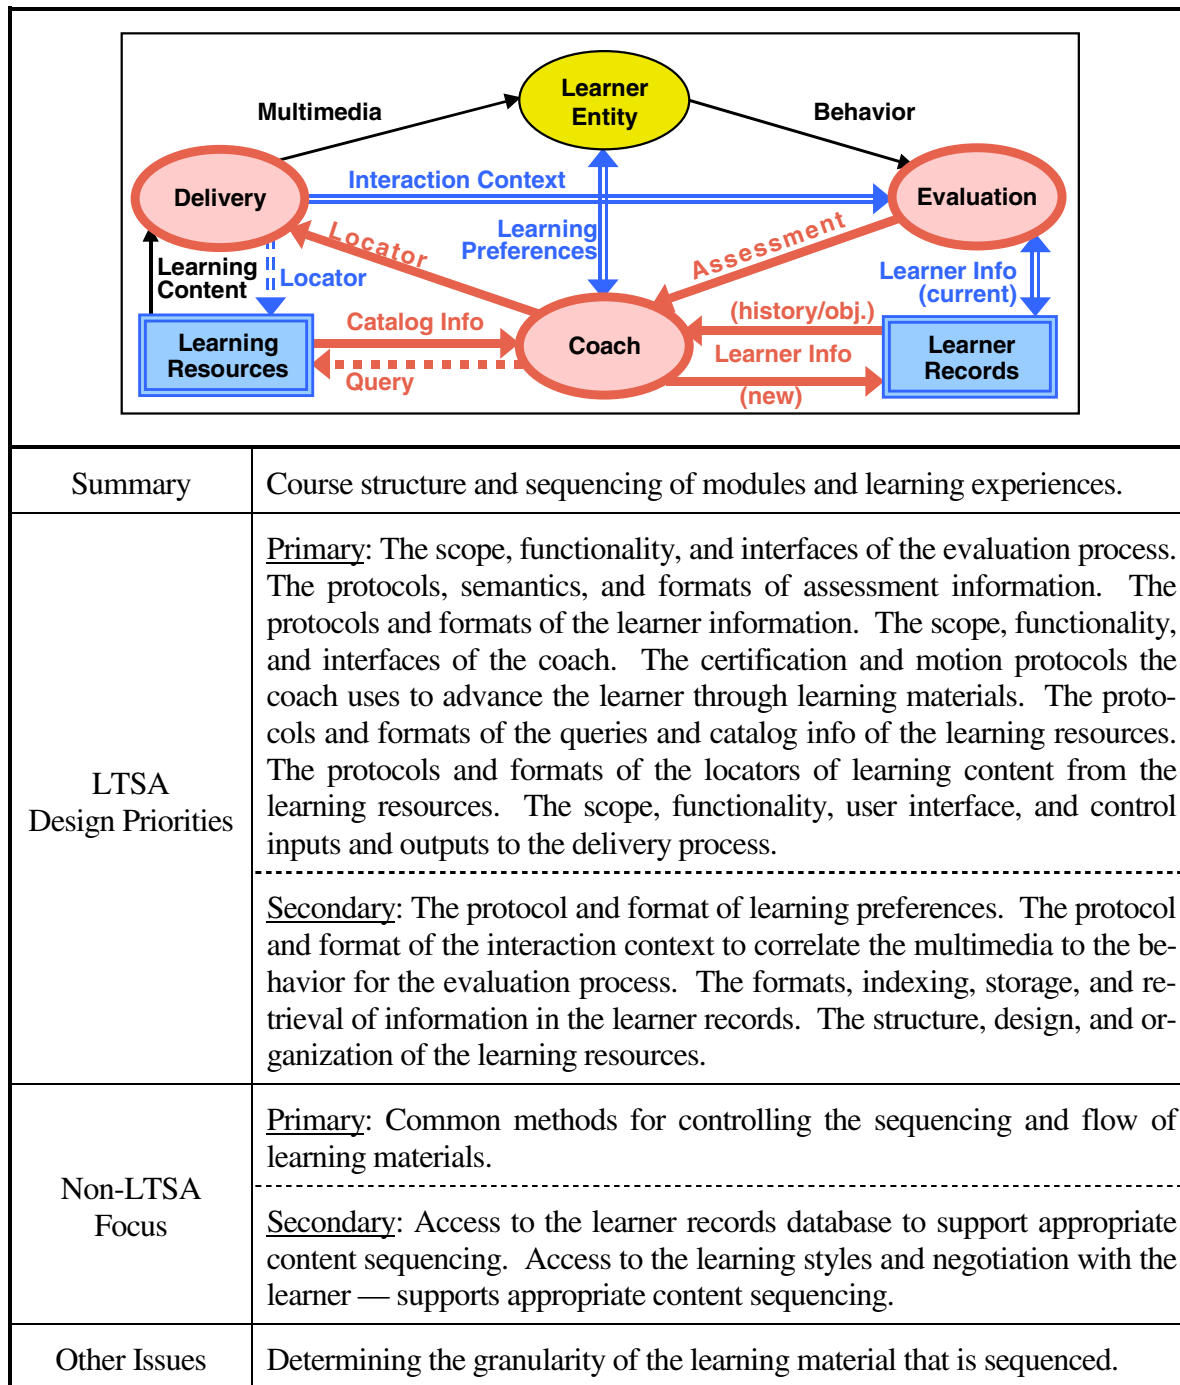 Learner
Entity
Multimedia
Behavior
Delivery
Interaction Context
Evaluation
Locator
Learning
Preferences
Assessment
Learning
Content
Locator
Learner Info
(current)
Learning
Resources
Catalog Info
Query
Coach
(history/obj.)
Learner Info
(new)
Learner
Records
Summary
Course structure and sequencing of modules and learning experiences.
LTSA
Design Priorities
Primary: The scope, functionality, and interfaces of the evaluation process.
The protocols, semantics, and formats of assessment information. The
protocols and formats of the learner information. The scope, functionality,
and interfaces of the coach. The certification and motion protocols the
coach uses to advance the learner through learning materials. The proto-
cols and formats of the queries and catalog info of the learning resources.
The protocols and formats of the locators of learning content from the
learning resources. The scope, functionality, user interface, and control
inputs and outputs to the delivery process.
Secondary: The protocol and format of learning preferences. The protocol
and format of the interaction context to correlate the multimedia to the be-
havior for the evaluation process. The formats, indexing, storage, and re-
trieval of information in the learner records. The structure, design, and or-
ganization of the learning resources.
Non-LTSA
Focus
Primary: Common methods for controlling the sequencing and flow of
learning materials.
Secondary: Access to the learner records database to support appropriate
content sequencing. Access to the learning styles and negotiation with the
learner — supports appropriate content sequencing.
Other Issues
Determining the granularity of the learning material that is sequenced.